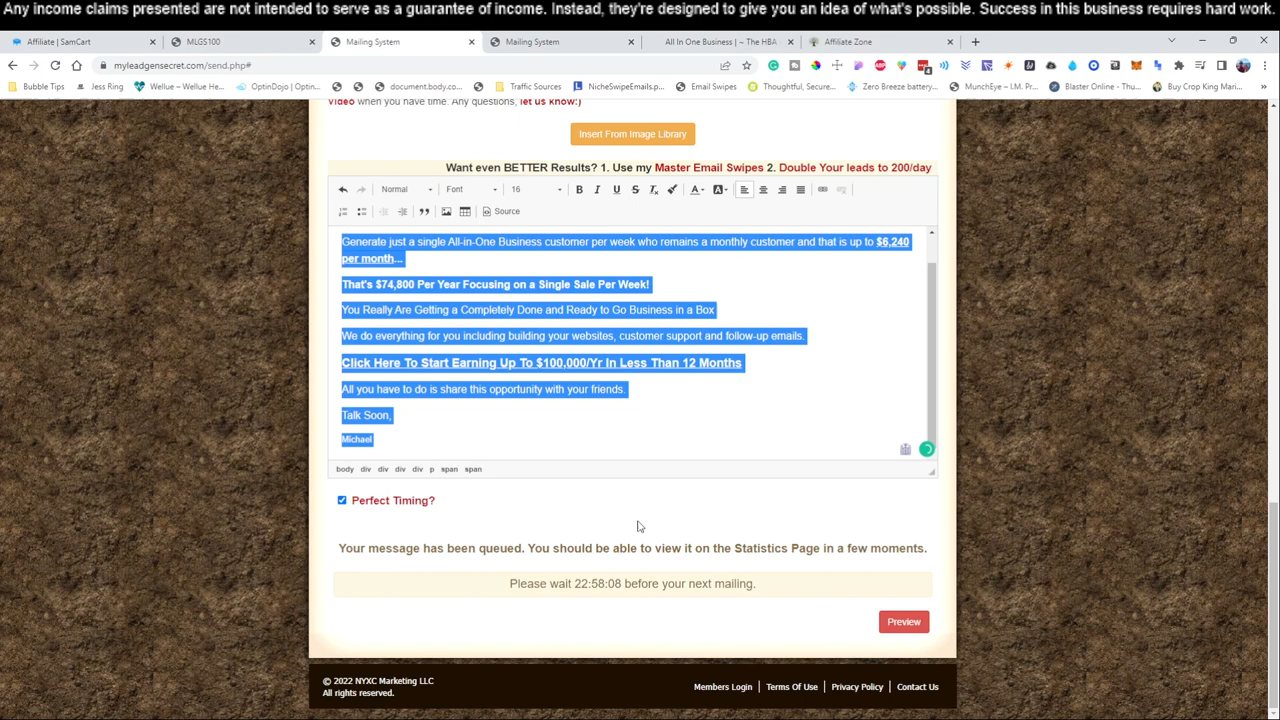 Any income claims presented are not intended to serve as a guarantee of income. Instead, they're designed to give you an idea of what's possible. Success in this business requires hard work.
Affiliate | SamCart
MLGS100
Mailing System
Mailing System
All In One Business | – The HBA
Affiliate Zone
myleadgensecret.com/send.php#
Bubble Tips
Jess Ring
Wellue – Wellue He...
OptinDojo | Optin...
document.body.co...
Traffic Sources
NicheSwipeEmails.p...
Email Swipes
Thoughtful, Secure...
Zero Breeze battery...
MunchEye – I.M. Pr...
Blaster Online - Thu...
Buy Crop King Mari...
Video when you have time. Any questions, let us know:)
Insert From Image Library
Want even BETTER Results? 1. Use my Master Email Swipes 2. Double Your leads to 200/day
Normal Font 16 B I U S Tx A A
Source
Generate just a single All-in-One Business customer per week who remains a monthly customer and that is up to $6,240
per month...
That's $74,800 Per Year Focusing on a Single Sale Per Week!
You Really Are Getting a Completely Done and Ready to Go Business in a Box
We do everything for you including building your websites, customer support and follow-up emails.
Click Here To Start Earning Up To $100,000/Yr In Less Than 12 Months
All you have to do is share this opportunity with your friends.
Talk Soon,
Michael
body div div div div p span span
Perfect Timing?
Your message has been queued. You should be able to view it on the Statistics Page in a few moments.
Please wait 22:58:08 before your next mailing.
Preview
© 2022 NYXC Marketing LLC
All rights reserved.
Members Login | Terms Of Use | Privacy Policy | Contact Us